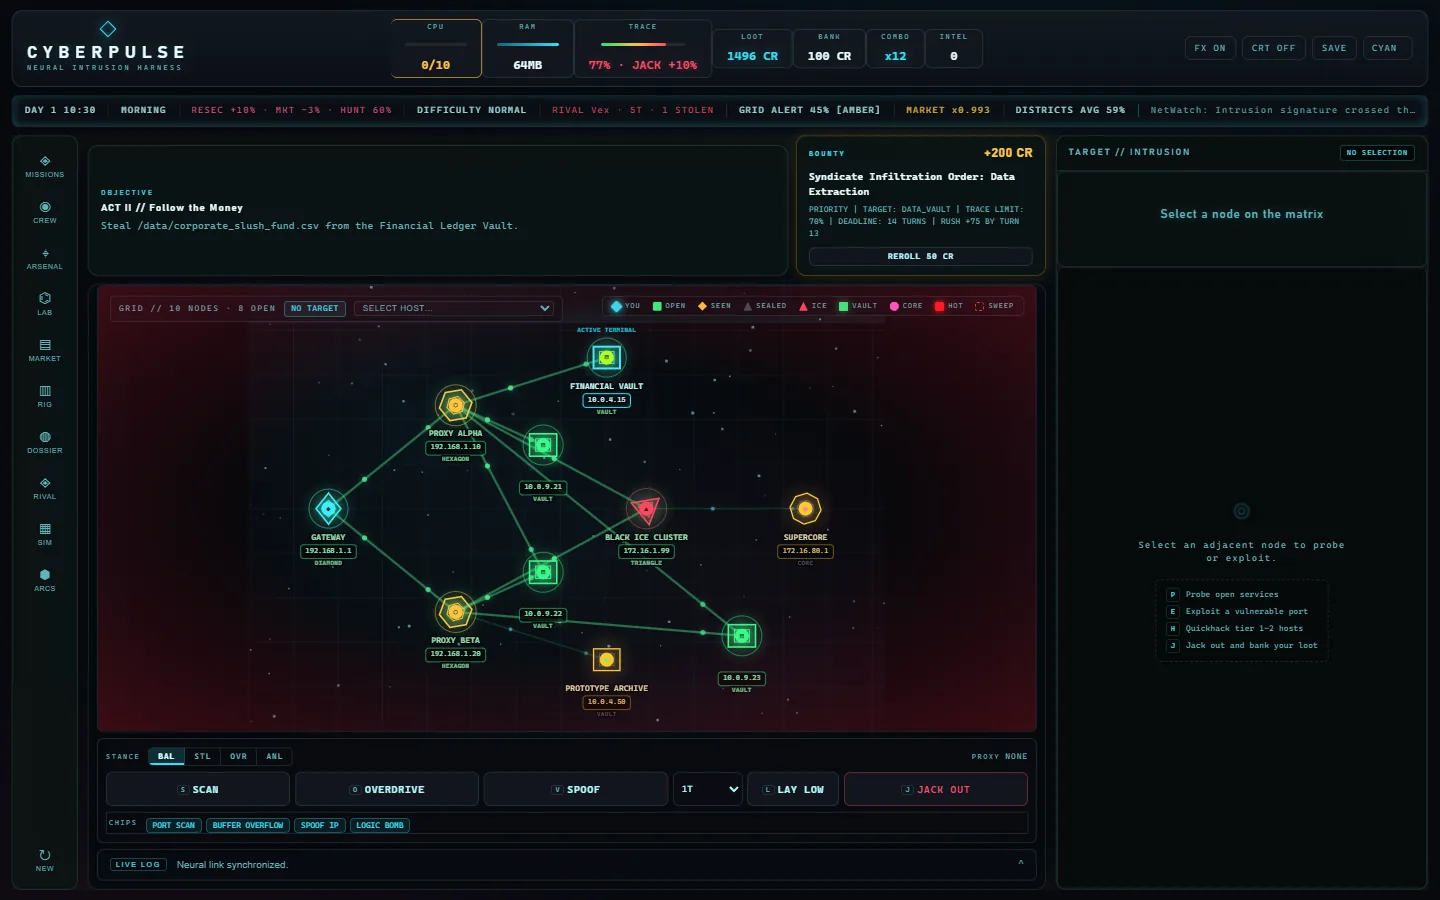 CYBERPULSE
NEURAL INTRUSION HARNESS
CPU
0/10
RAM
64MB
TRACE
77% · JACK +10%
LOOT
1496 CR
BANK
100 CR
COMBO
x12
INTEL
0
FX ON
CRT OFF
SAVE
CYAN
DAY 1 10:30
MORNING
RESEC +10% · MKT −3% · HUNT 60%
DIFFICULTY NORMAL
RIVAL Vex · 5T · 1 STOLEN
GRID ALERT 45% [AMBER]
MARKET x0.993
DISTRICTS AVG 59%
NetWatch: Intrusion signature crossed th…
MISSIONS
CREW
ARSENAL
LAB
MARKET
RIG
DOSSIER
RIVAL
SIM
ARCS
NEW
OBJECTIVE
ACT II // Follow the Money
Steal /data/corporate_slush_fund.csv from the Financial Ledger Vault.
BOUNTY
+200 CR
Syndicate Infiltration Order: Data
Extraction
PRIORITY | TARGET: DATA_VAULT | TRACE LIMIT:
70% | DEADLINE: 14 TURNS | RUSH +75 BY TURN
13
REROLL 50 CR
GRID // 10 NODES · 8 OPEN
NO TARGET
SELECT HOST...
YOU
OPEN
SEEN
SEALED
ICE
VAULT
CORE
HOT
SWEEP
ACTIVE TERMINAL
FINANCIAL VAULT
10.0.4.15
VAULT
PROXY ALPHA
192.168.1.10
HEXAGON
10.0.9.21
VAULT
GATEWAY
192.168.1.1
DIAMOND
BLACK ICE CLUSTER
172.16.1.99
TRIANGLE
SUPERCORE
172.16.80.1
CORE
10.0.9.22
VAULT
PROXY BETA
192.168.1.20
HEXAGON
10.0.9.23
VAULT
PROTOTYPE ARCHIVE
10.0.4.50
VAULT
STANCE
BAL
STL
OVR
ANL
PROXY NONE
S SCAN
O OVERDRIVE
V SPOOF
1T
L LAY LOW
J JACK OUT
CHIPS
PORT SCAN
BUFFER OVERFLOW
SPOOF IP
LOGIC BOMB
LIVE LOG
Neural link synchronized.
^
TARGET // INTRUSION
NO SELECTION
Select a node on the matrix
Select an adjacent node to probe
or exploit.
P Probe open services
E Exploit a vulnerable port
H Quickhack tier 1–2 hosts
J Jack out and bank your loot